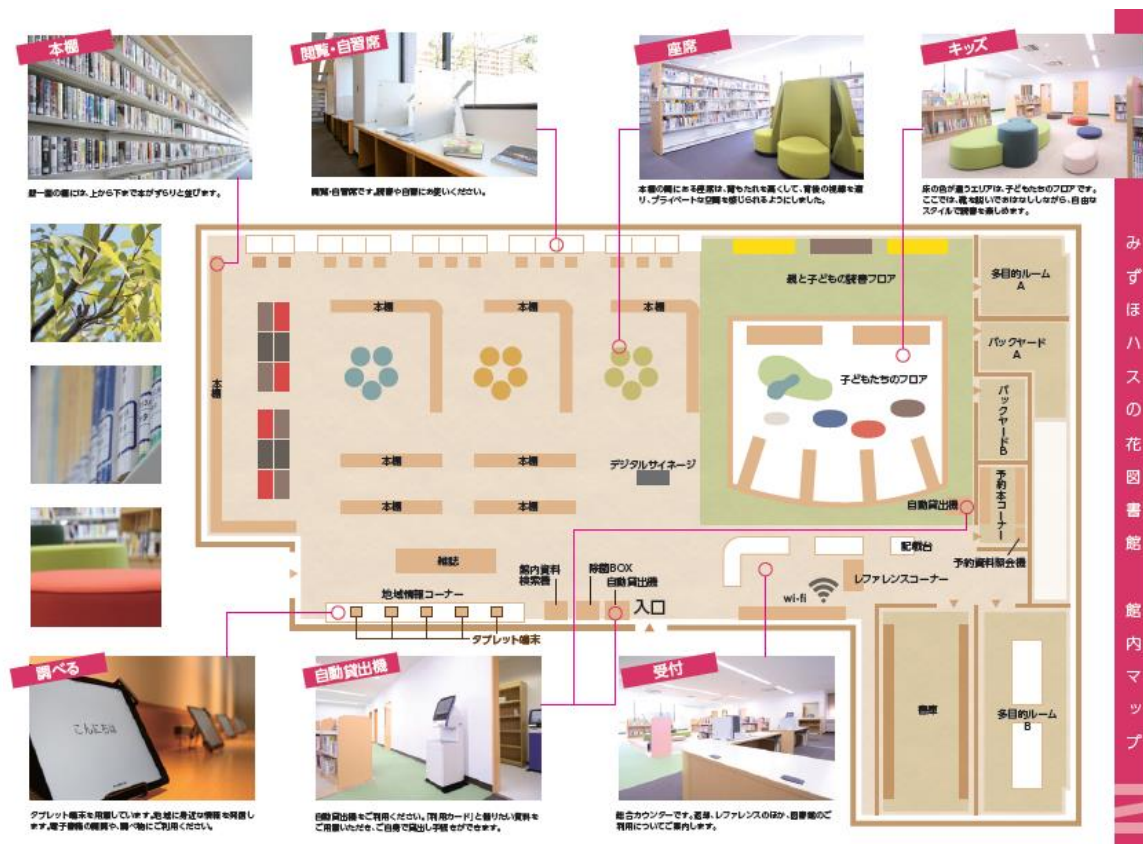 本棚
壁一面の棚には、上から下まで本がずらりと並びます。
閲覧・自習席
閲覧・自習席です。読書や自習にお使いください。
座席
本棚の間にある座席は、背もたれを高くして、背後の視線を遮
り、プライベートな空間を感じられるようにしました。
キッズ
床の色が違うエリアは、子どもたちのフロアです。
ここでは、靴を脱いでおはなししながら、自由な
スタイルで読書を楽しめます。
みずほハスの花図書館 館内マップ
親と子どもの読書フロア
多目的ルーム
A
バックヤード
A
本棚
本棚
本棚
本棚
子どもたちのフロア
バックヤードB
デジタルサイネージ
本棚
本棚
本棚
本棚
自動貸出機
予約本コーナー
記載台
予約資料照会機
雑誌
館内資料
検索機
除菌BOX
自動貸出機
レファレンスコーナー
地域情報コーナー
入口
wi-fi
タブレット端末
書庫
多目的ルーム
B
調べる
こんにちは
タブレット端末を用意しています。地域に身近な情報を発信し
ます。電子書籍の閲覧や、調べ物にご利用ください。
自動貸出機
自動貸出機をご利用ください。「利用カード」と借りたい資料を
ご用意いただき、ご自身で貸出し手続きができます。
受付
総合カウンターです。返却、レファレンスのほか、図書館のご
利用についてご案内します。